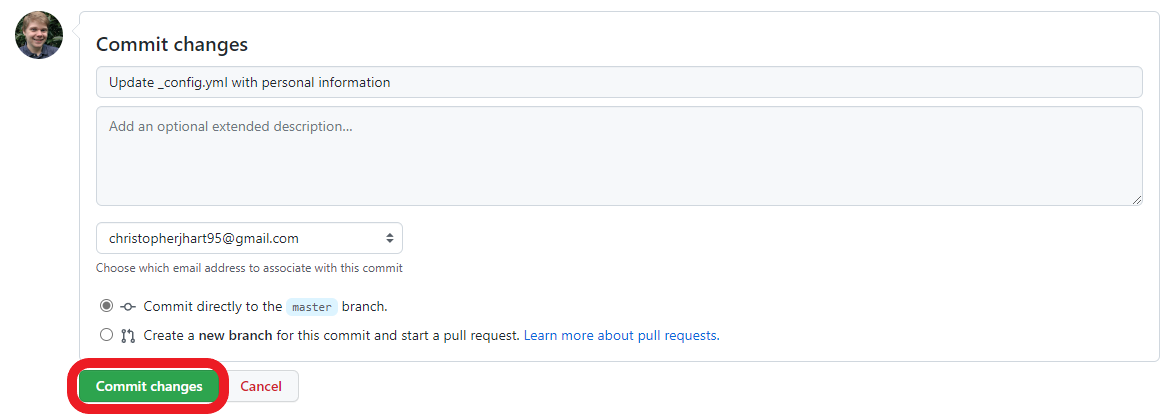 Commit changes
Update _config.yml with personal information
Add an optional extended description...
christopherjhart95@gmail.com
Choose which email address to associate with this commit
Commit directly to the master branch.
Create a new branch for this commit and start a pull request. Learn more about pull requests.
Commit changes Cancel